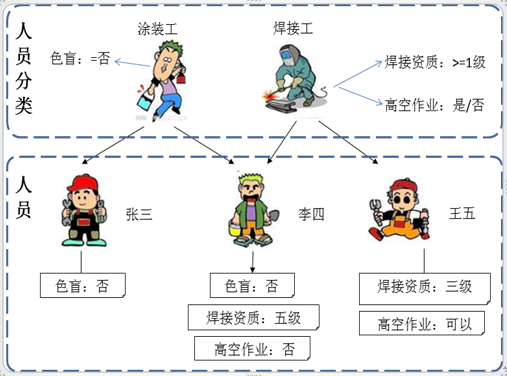 人员分类
涂装工
焊接工
色盲：=否
焊接资质：>=1级
高空作业：是/否
人员
张三
李四
王五
色盲：否
色盲：否
焊接资质：三级
焊接资质：五级
高空作业：可以
高空作业：否